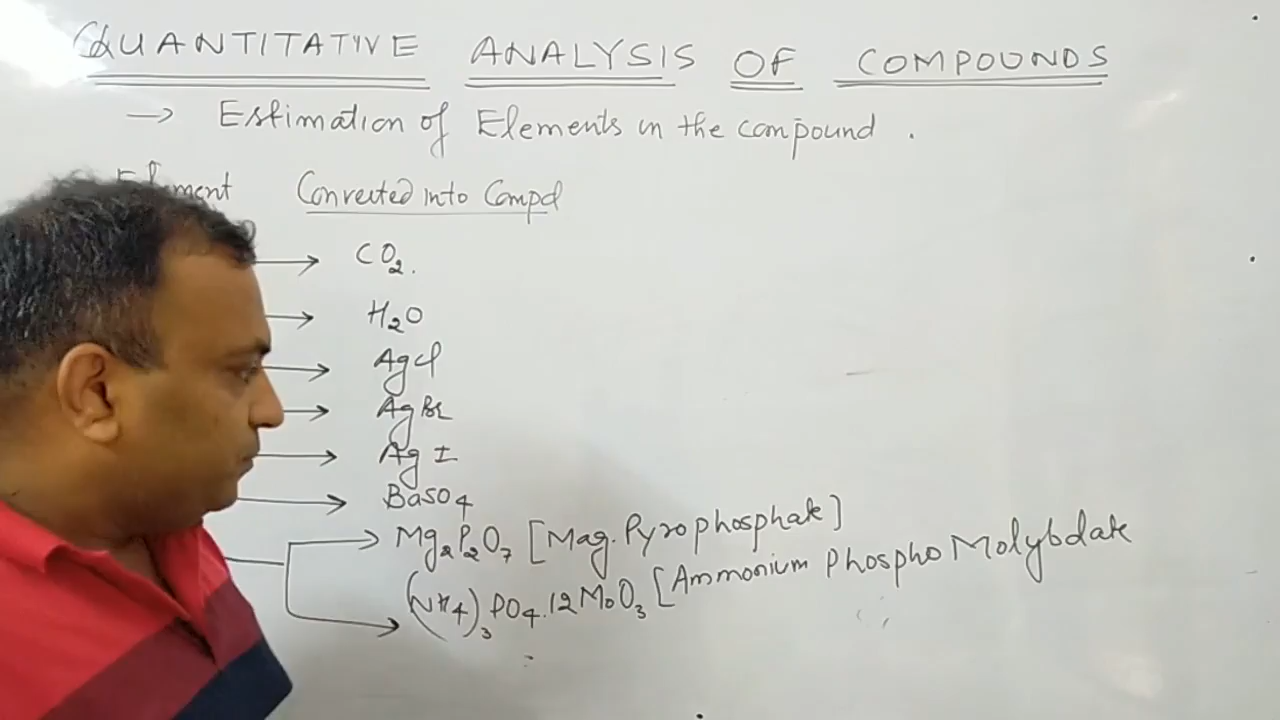 QUANTITATIVE ANALYSIS OF COMPOUNDS
→ Estimation of Elements in the compound .
Element Converted into Compd
→ CO2.
→ H2O
→ AgCl
→ AgBr
→ AgI
→ BaSO4
→ Mg2P2O7 [Mag. Pyrophosphate]
→ (NH4)3PO4.12MoO3 [Ammonium Phospho Molybdate